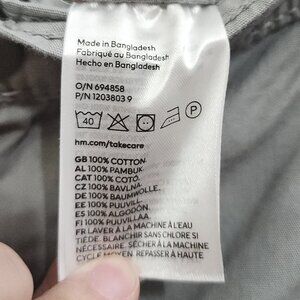 Made in Bangladesh
Fabriqué au Bangladesh
Hecho en Bangladesh
O/N 694858
P/N 1203803 9
40
P
hm.com/takecare
GB 100% COTTON
AL 100% PAMBUK
CAT 100% COTÓ
CZ 100% BAVLNA
DE 100% BAUMWOLLE
EE 100% PUUVILL
ES 100% ALGODÓN
FI 100% PUUVILLAA
FR LAVER À LA MACHINE À L'EAU
TIÈDE. BLANCHIR SANS CHLORE SI
NÉCESSAIRE. SÉCHER À LA MACHINE
CYCLE MOYEN. REPASSER À HAUTE